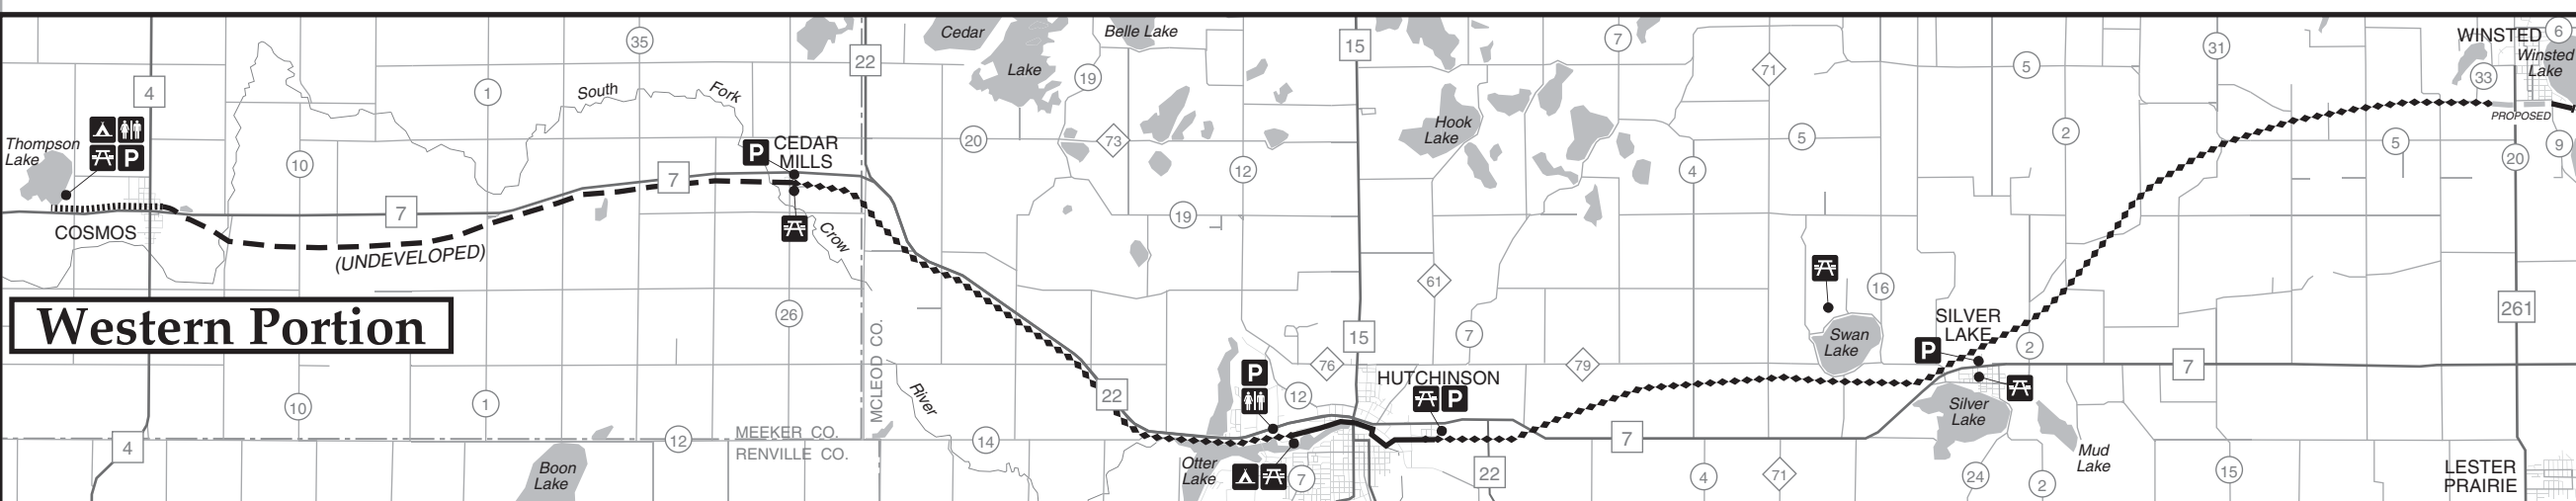 Cedar
Lake
Belle Lake
35
22
15
7
71
5
31
WINSTED
6
Winsted
Lake
33
4
1
South
Fork
19
Thompson
Lake
P
10
CEDAR
MILLS
P
20
73
12
Hook
Lake
4
5
2
PROPOSED
5
20
9
7
7
COSMOS
(UNDEVELOPED)
Crow
19
61
16
Western Portion
26
MCLEOD CO.
15
7
Swan
Lake
SILVER
LAKE
P
2
7
261
10
1
River
22
P
76
12
HUTCHINSON
P
79
Silver
Lake
4
12
MEEKER CO.
RENVILLE CO.
14
Boon
Lake
Otter
Lake
7
22
7
4
71
24
2
Mud
Lake
15
LESTER
PRAIRIE